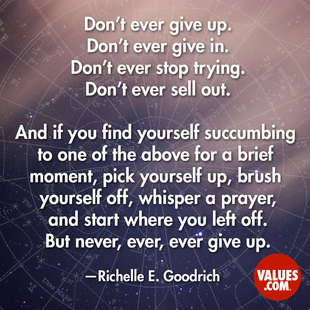 Don't ever give up.
Don't ever give in.
Don't ever stop trying.
Don't ever sell out.
And if you find yourself succumbing
to one of the above for a brief
moment, pick yourself up, brush
yourself off, whisper a prayer,
and start where you left off.
But never, ever, ever give up.
—Richelle E. Goodrich
VALUES
.COM